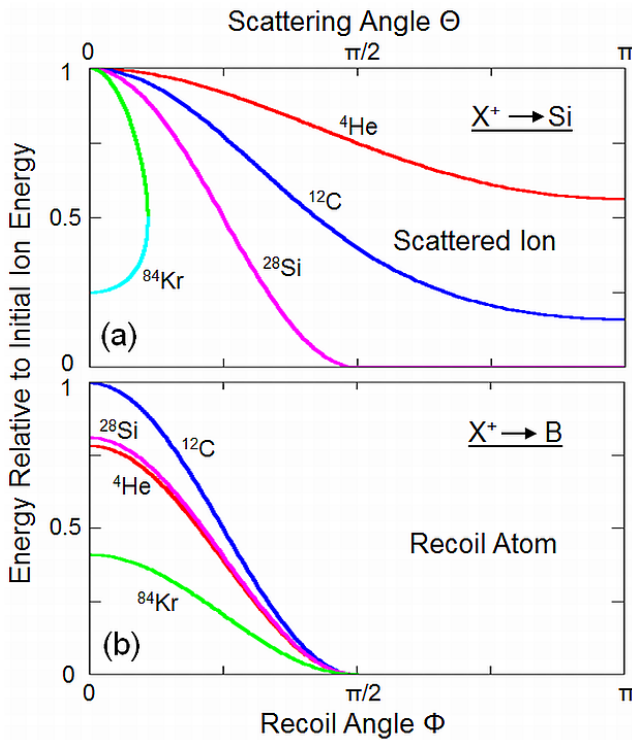 Scattering Angle Θ
0 π/2 π
1
⁴He
X⁺ → Si
¹²C
0.5
Scattered Ion
²⁸Si
⁸⁴Kr
(a)
0
Energy Relative to Initial Ion Energy
1
²⁸Si
¹²C
X⁺ → B
⁴He
0.5
Recoil Atom
⁸⁴Kr
(b)
0
0 π/2 π
Recoil Angle Φ